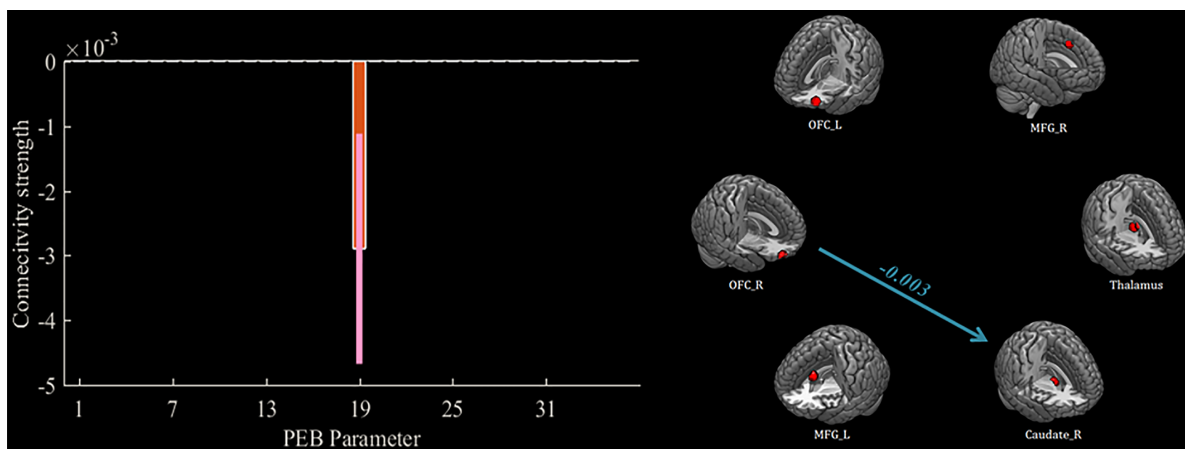 ×10⁻³
0
-1
-2
-3
-4
-5
Connecitvity strength
1 7 13 19 25 31
PEB Parameter
OFC_L
MFG_R
OFC_R
-0.003
Thalamus
MFG_L
Caudate_R